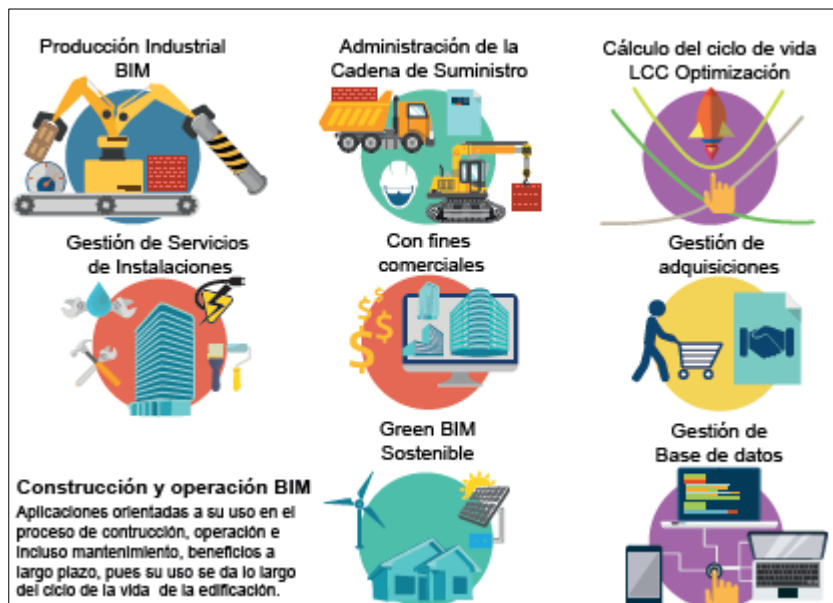 Producción Industrial
BIM
Administración de la
Cadena de Suministro
Cálculo del ciclo de vida
LCC Optimización
Gestión de Servicios
de Instalaciones
Con fines
comerciales
Gestión de
adquisiciones
Green BIM
Sostenible
Gestión de
Base de datos
Construcción y operación BIM
Aplicaciones orientadas a su uso en el
proceso de contrucción, operación e
incluso mantenimiento, beneficios a
largo plazo, pues su uso se da lo largo
del ciclo de la vida de la edificación.